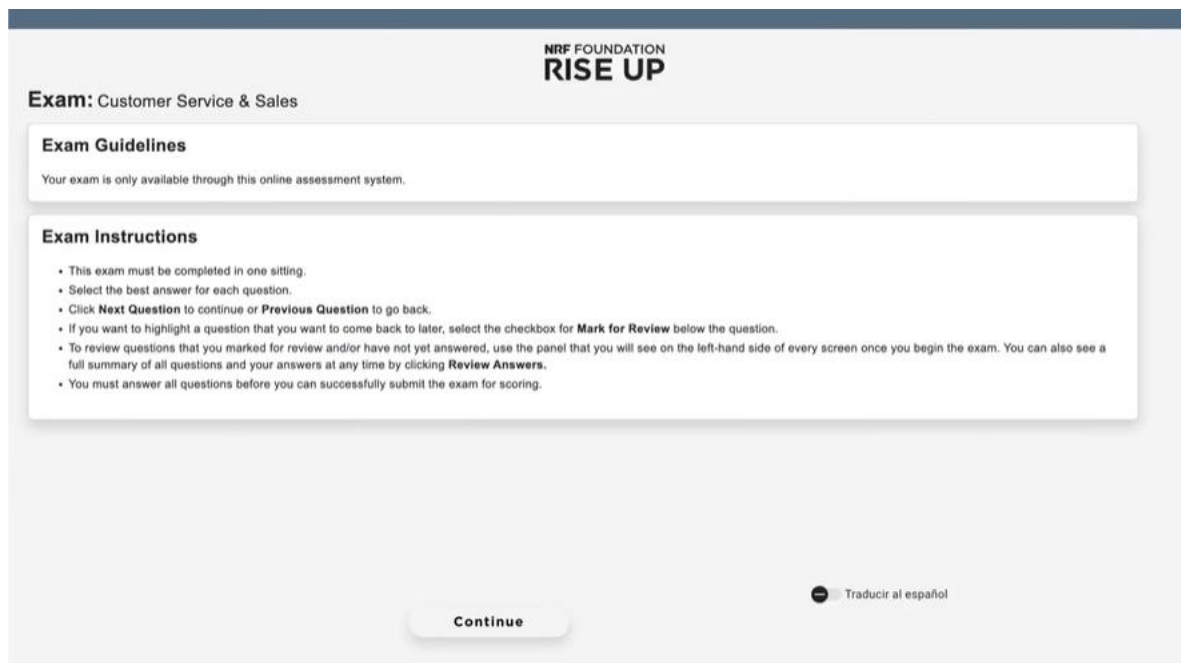 NRF FOUNDATION
RISE UP
Exam: Customer Service & Sales
Exam Guidelines
Your exam is only available through this online assessment system.
Exam Instructions
• This exam must be completed in one sitting.
• Select the best answer for each question.
• Click Next Question to continue or Previous Question to go back.
• If you want to highlight a question that you want to come back to later, select the checkbox for Mark for Review below the question.
• To review questions that you marked for review and/or have not yet answered, use the panel that you will see on the left-hand side of every screen once you begin the exam. You can also see a
full summary of all questions and your answers at any time by clicking Review Answers.
• You must answer all questions before you can successfully submit the exam for scoring.
Traducir al español
Continue